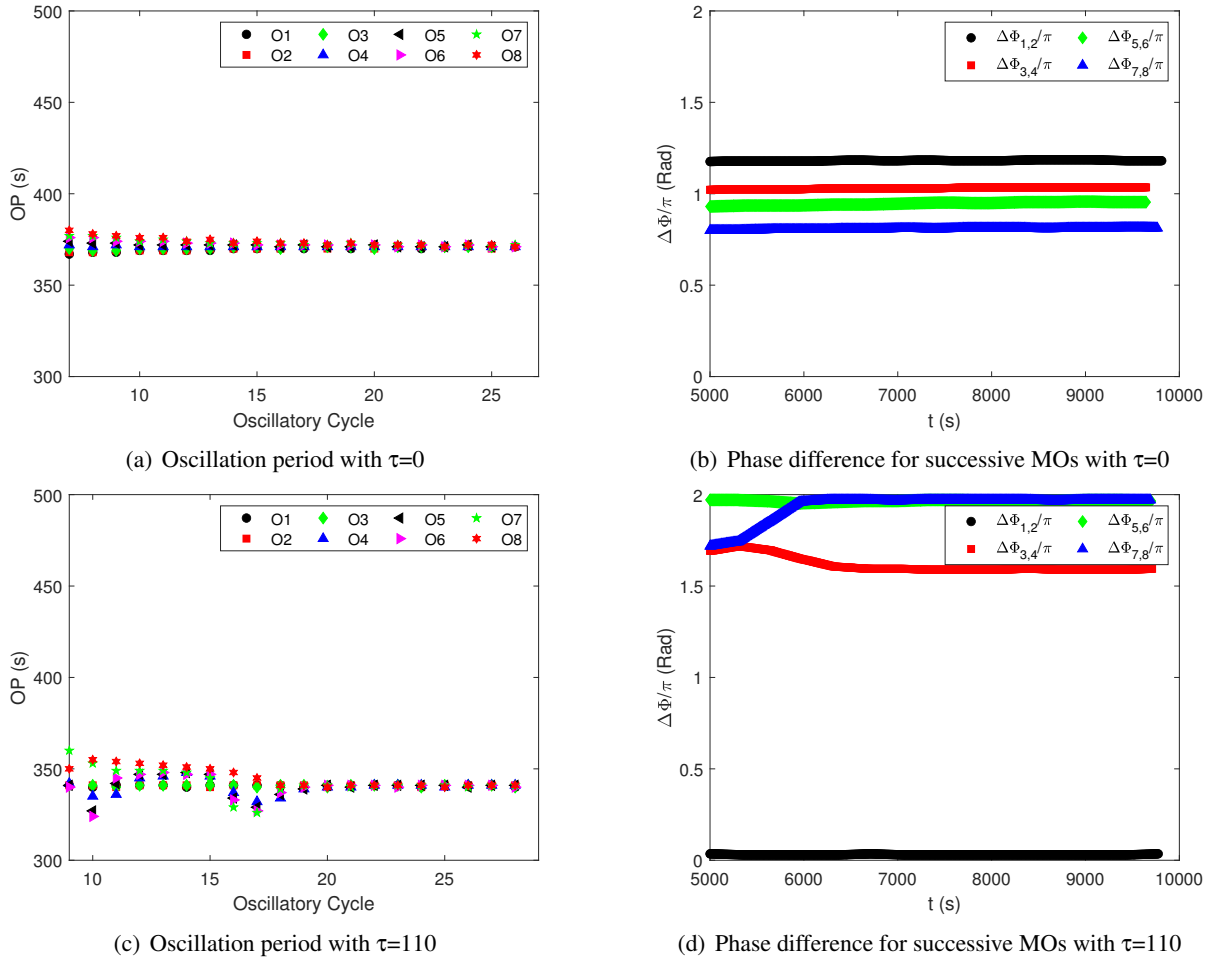 500
450
400
350
300
OP (s)
O1 O3 O5 O7
O2 O4 O6 O8
10 15 20 25
Oscillatory Cycle
(a) Oscillation period with τ=0
2
1.5
1
0.5
0
ΔΦ/π (Rad)
ΔΦ1,2/π ΔΦ5,6/π
ΔΦ3,4/π ΔΦ7,8/π
5000 6000 7000 8000 9000 10000
t (s)
(b) Phase difference for successive MOs with τ=0
500
450
400
350
300
OP (s)
O1 O3 O5 O7
O2 O4 O6 O8
10 15 20 25
Oscillatory Cycle
(c) Oscillation period with τ=110
2
1.5
1
0.5
0
ΔΦ/π (Rad)
ΔΦ1,2/π ΔΦ5,6/π
ΔΦ3,4/π ΔΦ7,8/π
5000 6000 7000 8000 9000 10000
t (s)
(d) Phase difference for successive MOs with τ=110